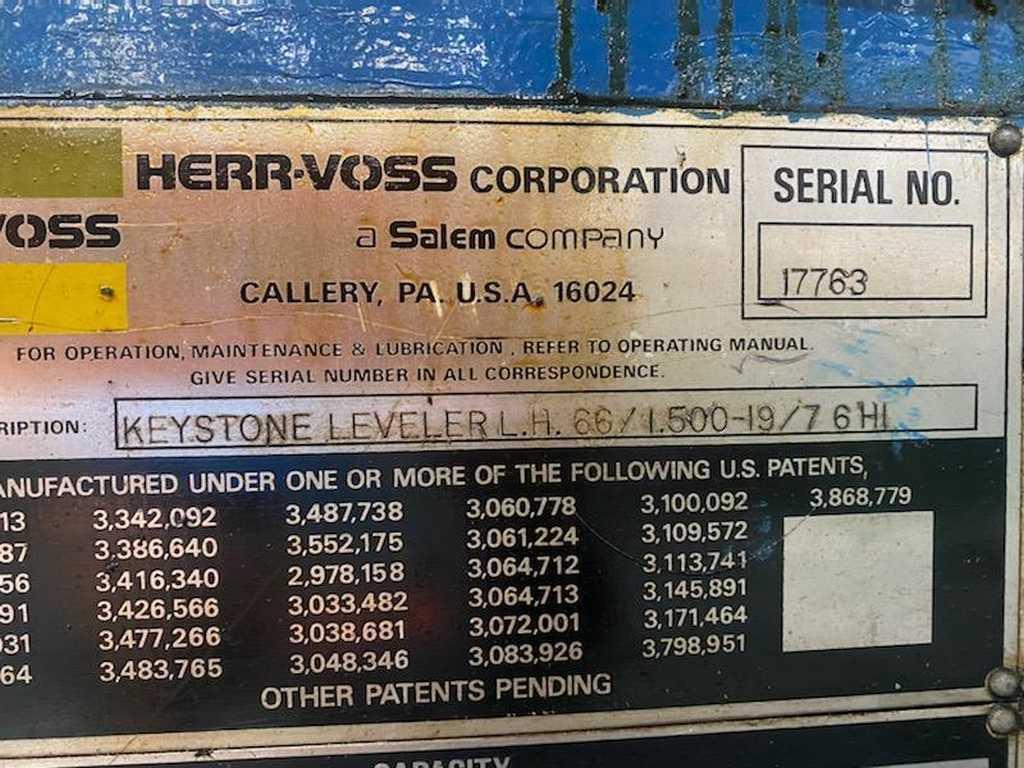 HERR-VOSS CORPORATION
VOSS
a Salem COMPANY
CALLERY, PA. U.S.A. 16024
SERIAL NO.
17763
FOR OPERATION, MAINTENANCE & LUBRICATION , REFER TO OPERATING MANUAL.
GIVE SERIAL NUMBER IN ALL CORRESPONDENCE.
RIPTION: KEYSTONE LEVELER L.H. 66/1.500-19/7 6HI
ANUFACTURED UNDER ONE OR MORE OF THE FOLLOWING U.S. PATENTS,
13 3,342,092 3,487,738 3,060,778 3,100,092 3,868,779
87 3,386,640 3,552,175 3,061,224 3,109,572
56 3,416,340 2,978,158 3,064,712 3,113,741
91 3,426,566 3,033,482 3,064,713 3,145,891
031 3,477,266 3,038,681 3,072,001 3,171,464
64 3,483,765 3,048,346 3,083,926 3,798,951
OTHER PATENTS PENDING
CAPACITY